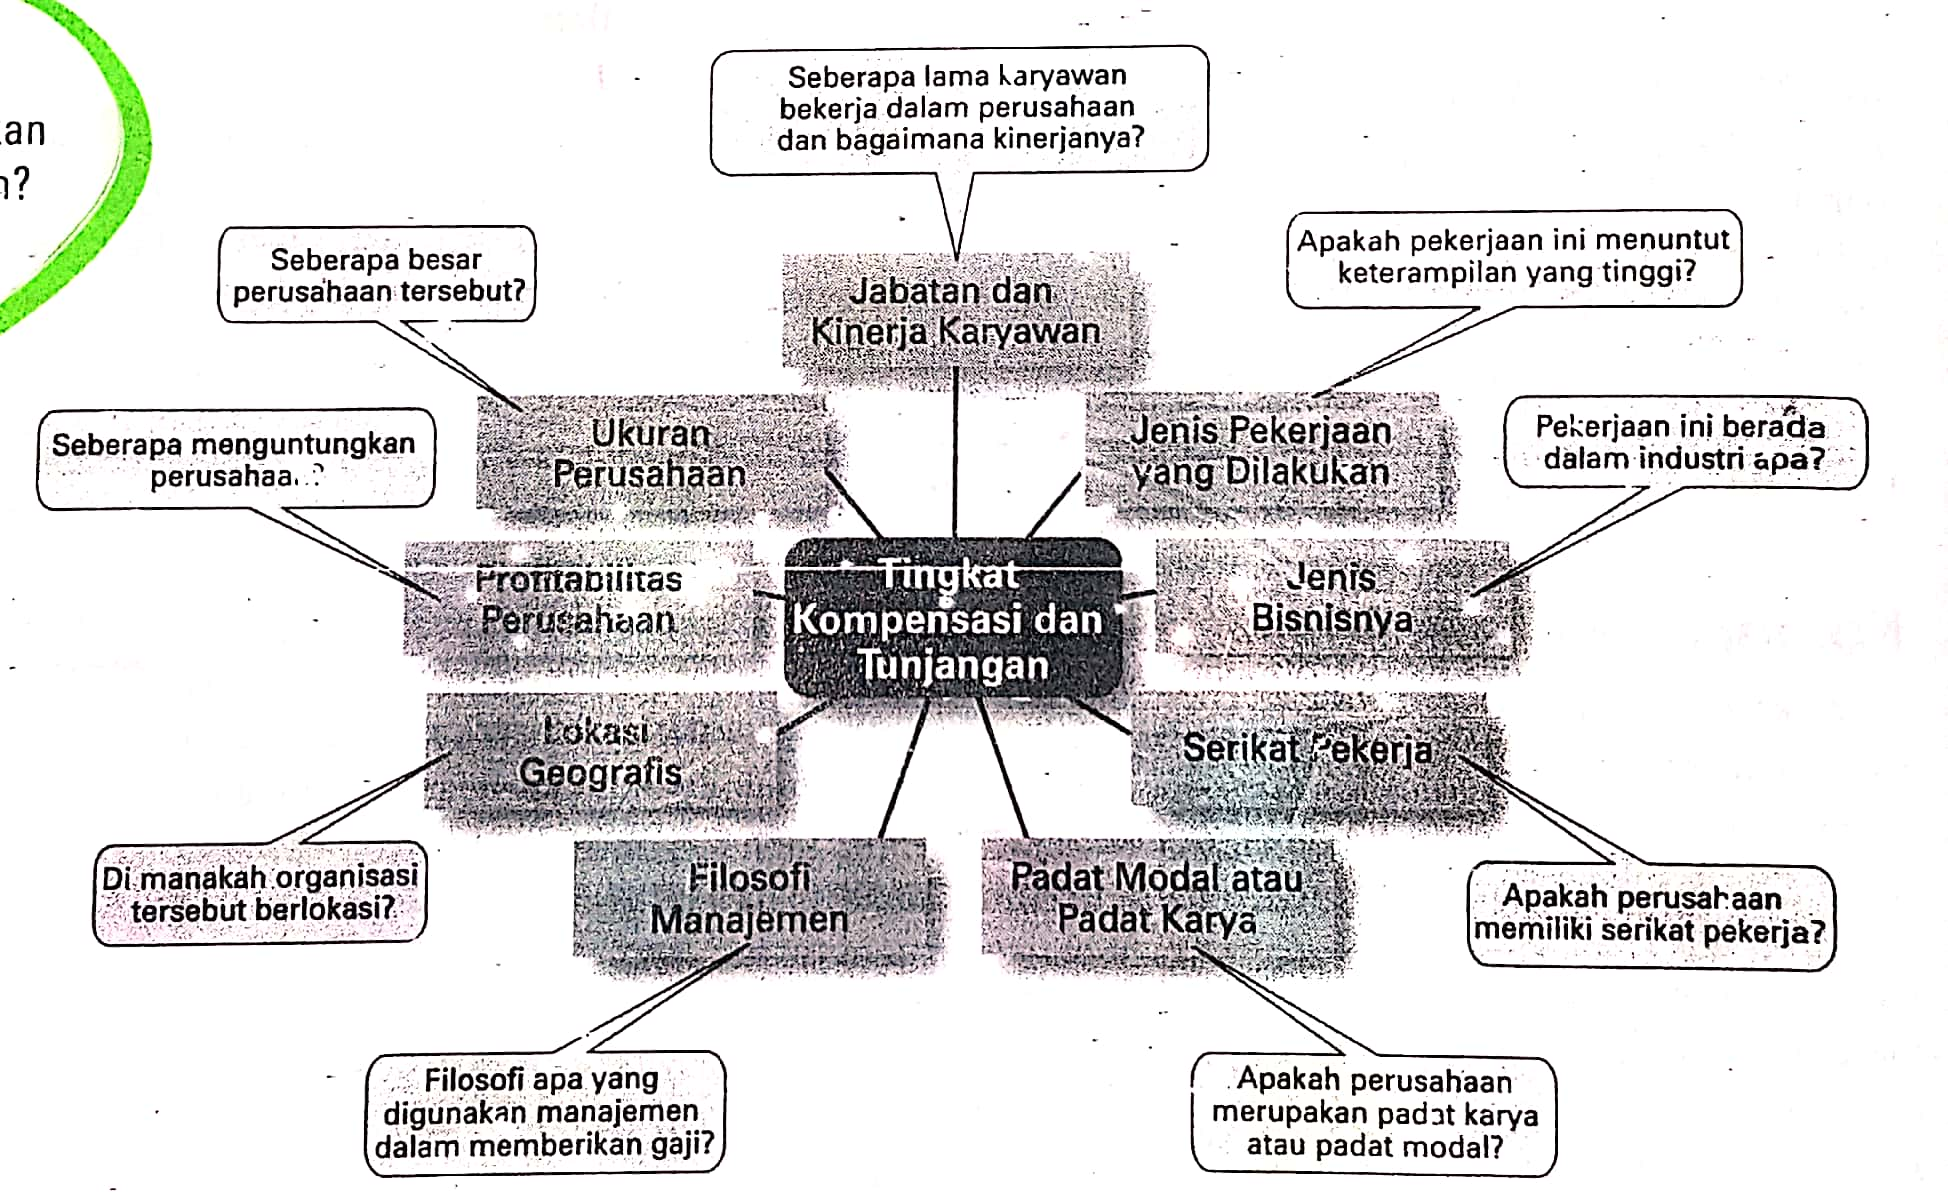 an
?
Seberapa lama karyawan
bekerja dalam perusahaan
dan bagaimana kinerjanya?
Seberapa besar
perusahaan tersebut?
Apakah pekerjaan ini menuntut
keterampilan yang tinggi?
Jabatan dan
Kinerja Karyawan
Seberapa menguntungkan
Ukuran
Perusahaan
Jenis Pekerjaan
yang Dilakukan
Pekerjaan ini berada
dalam industri apa?
Profitabilitas
Perusahaan
Tingkat
Kompensasi dan
Tunjangan
Jenis
Bisnisnya
Lokasi
Geografis
Serikat Pekerja
Di manakah organisasi
tersebut berlokasi?
Filosofi
Manajemen
Padat Modal atau
Padat Karya
Apakah perusahaan
memiliki serikat pekerja?
Filosofi apa yang
digunakan manajemen
dalam memberikan gaji?
Apakah perusahaan
merupakan padat karya
atau padat modal?